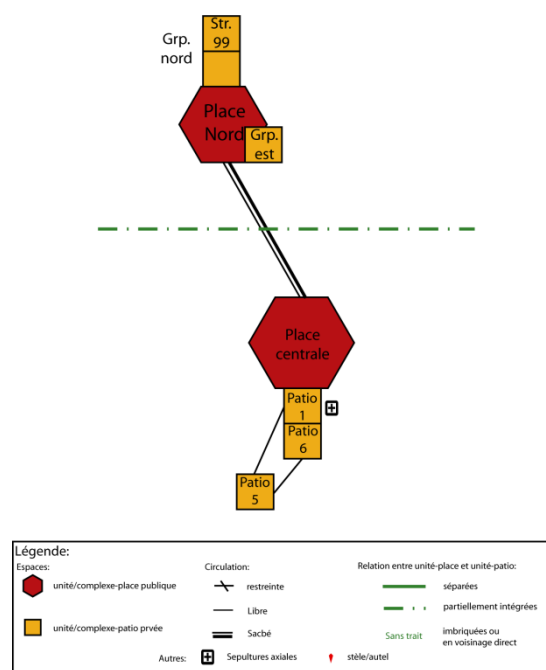 Str.
99
Grp.
nord
Place
Nord
Grp.
est
Place
centrale
Patio
1
Patio
6
Patio
5
Légende:
Espaces:
unité/complexe-place publique
unité/complexe-patio prvée
Circulation:
restreinte
Libre
Sacbé
Relation entre unité-place et unité-patio:
séparées
partiellement intégrées
Sans trait
imbriquées ou
en voisinage direct
Autres:
Sepultures axiales
stèle/autel